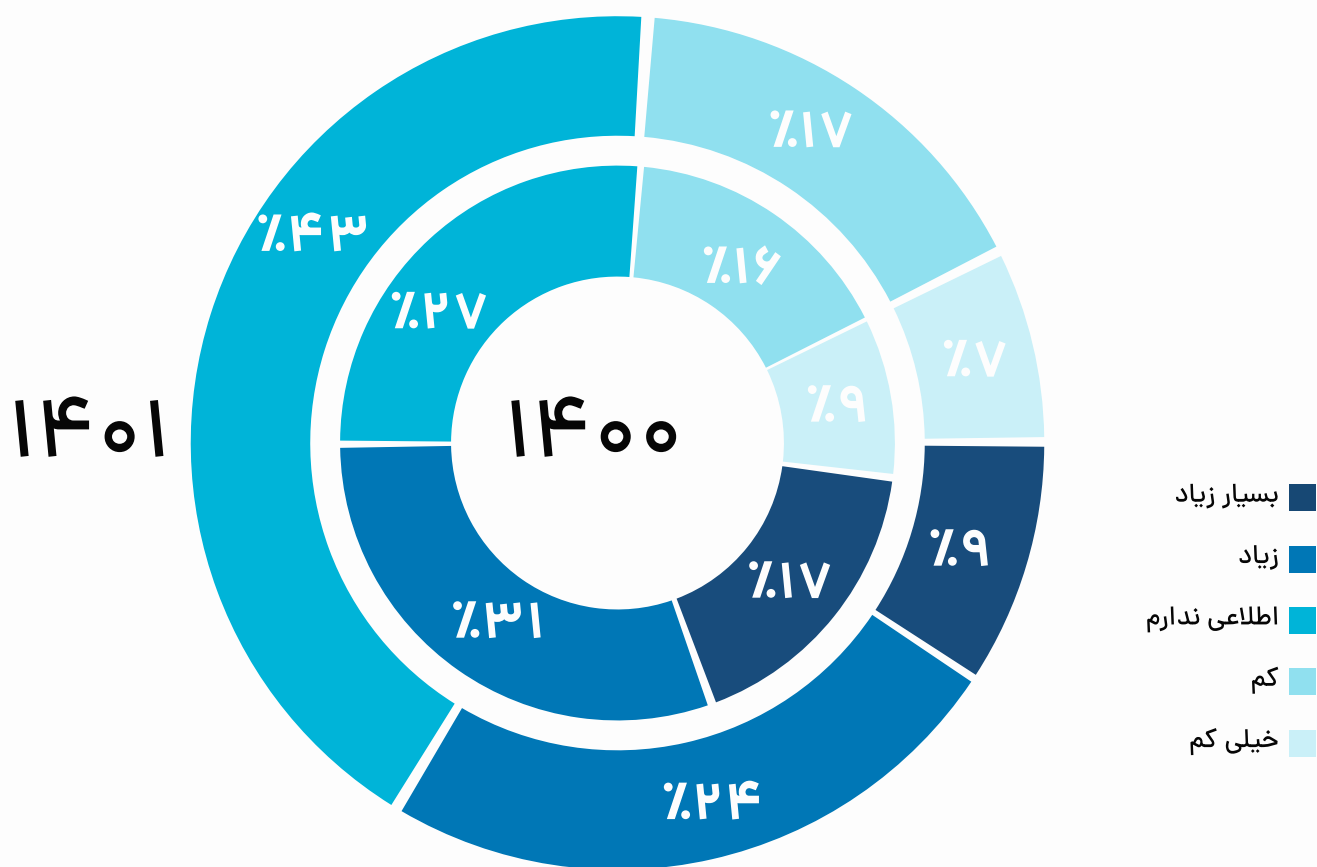 ٪۱۷
٪۴۳
٪۱۶
٪۲۷
٪۷
٪۹
۱۴۰۱
۱۴۰۰
بسیار زیاد
٪۹
زیاد
٪۱۷
اطلاعی ندارم
٪۳۱
کم
خیلی کم
٪۲۴